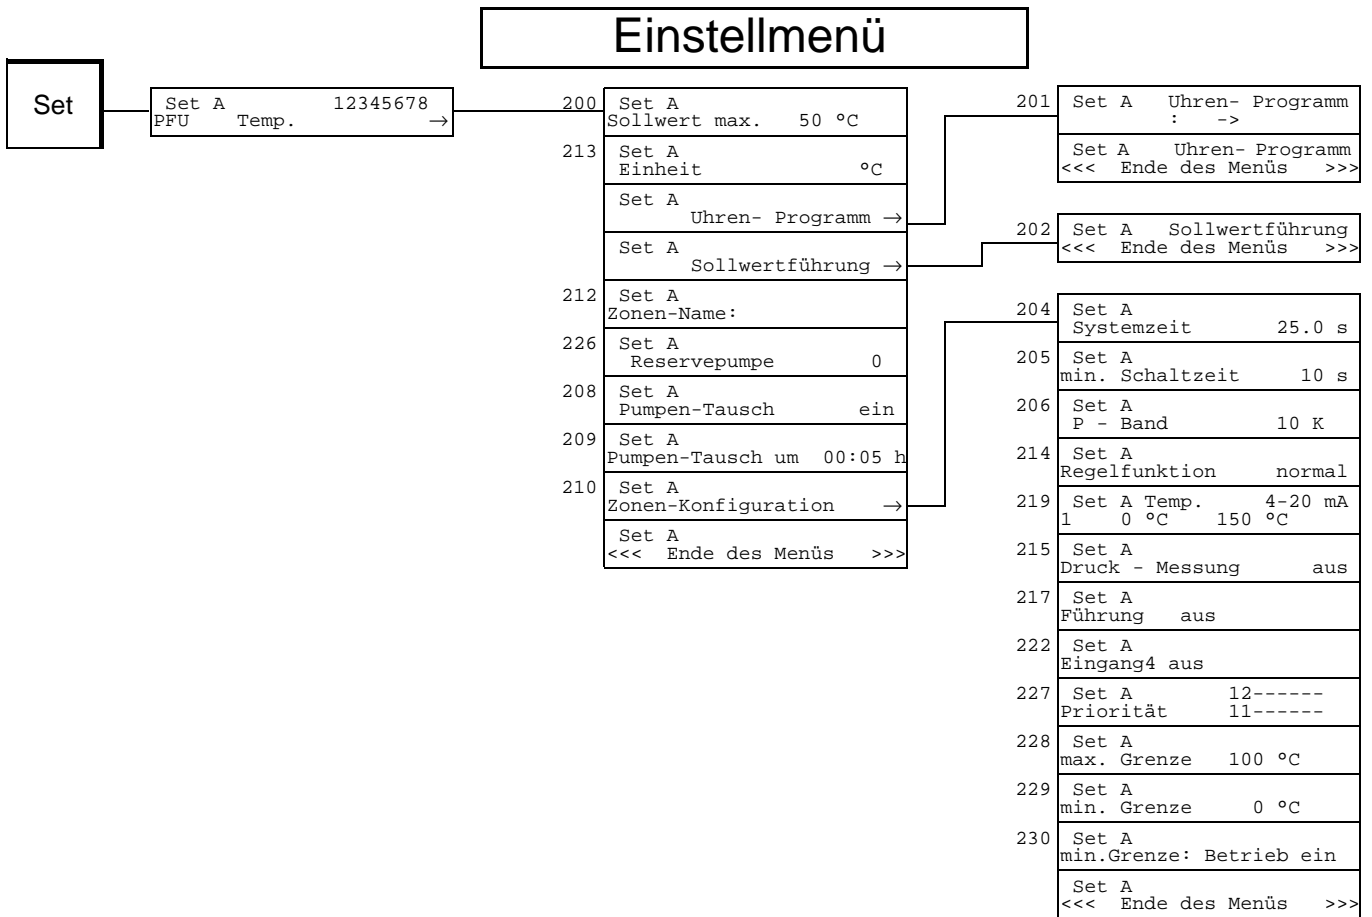 Einstellmenü
Set
Set A 12345678
PFU Temp. →
200 Set A
Sollwert max. 50 °C
213 Set A
Einheit °C
Set A
Uhren- Programm →
Set A
Sollwertführung →
212 Set A
Zonen-Name:
226 Set A
Reservepumpe 0
208 Set A
Pumpen-Tausch ein
209 Set A
Pumpen-Tausch um 00:05 h
210 Set A
Zonen-Konfiguration →
Set A
<<< Ende des Menüs >>>
201 Set A Uhren- Programm
: ->
Set A Uhren- Programm
<<< Ende des Menüs >>>
202 Set A Sollwertführung
<<< Ende des Menüs >>>
204 Set A
Systemzeit 25.0 s
205 Set A
min. Schaltzeit 10 s
206 Set A
P - Band 10 K
214 Set A
Regelfunktion normal
219 Set A Temp. 4-20 mA
1 0 °C 150 °C
215 Set A
Druck - Messung aus
217 Set A
Führung aus
222 Set A
Eingang4 aus
227 Set A 12------
Priorität 11------
228 Set A
max. Grenze 100 °C
229 Set A
min. Grenze 0 °C
230 Set A
min.Grenze: Betrieb ein
Set A
<<< Ende des Menüs >>>